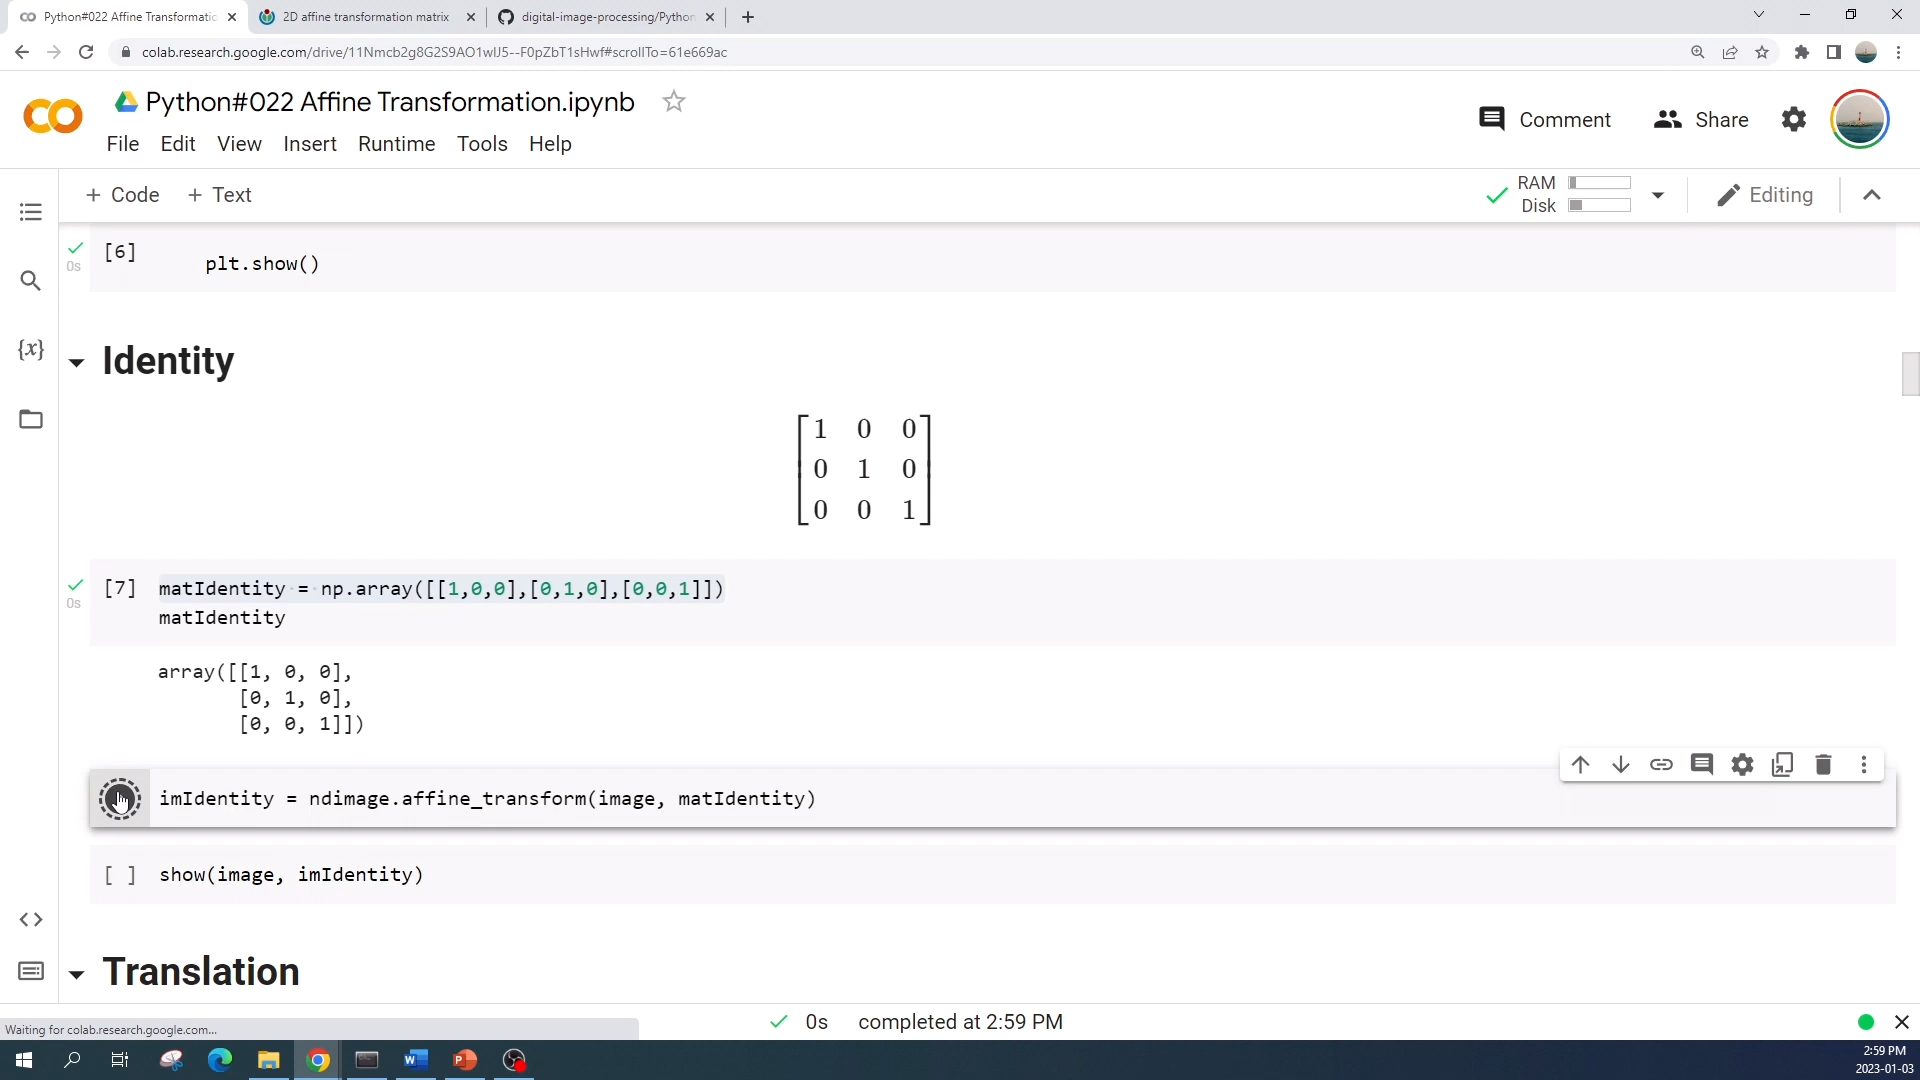 Python#022 Affine Transformatio
2D affine transformation matrix
digital-image-processing/Python
colab.research.google.com/drive/11Nmcb2g8G2S9AO1wIJ5--F0pZbT1sHwf#scrollTo=61e669ac
Python#022 Affine Transformation.ipynb
Comment
Share
File Edit View Insert Runtime Tools Help
+ Code + Text
RAM
Disk
Editing
[6] plt.show()
0s
{x}
Identity
1 0 0
0 1 0
0 0 1
[7] matIdentity = np.array([[1,0,0],[0,1,0],[0,0,1]])
0s
matIdentity
array([[1, 0, 0],
[0, 1, 0],
[0, 0, 1]])
imIdentity = ndimage.affine_transform(image, matIdentity)
[ ] show(image, imIdentity)
Translation
0s completed at 2:59 PM
Waiting for colab.research.google.com...
2:59 PM
2023-01-03